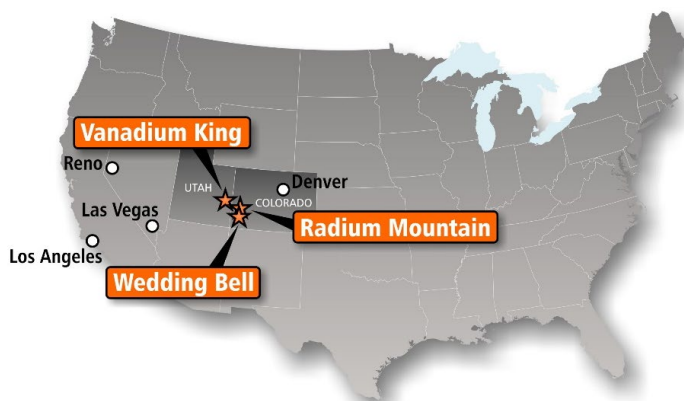 Vanadium King
Reno
UTAH
Denver
COLORADO
Las Vegas
Radium Mountain
Los Angeles
Wedding Bell